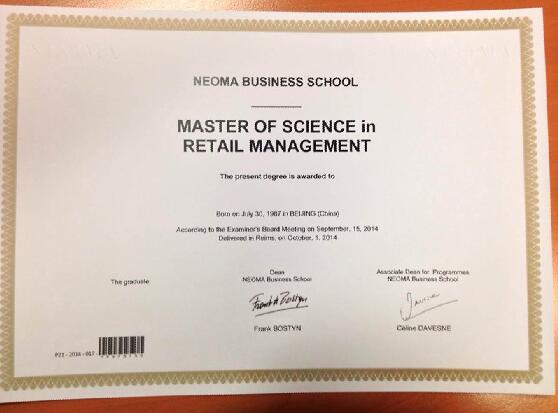 NEOMA BUSINESS SCHOOL
MASTER OF SCIENCE in
RETAIL MANAGEMENT
The present degree is awarded to
Born on July 30, 1987 in BEIJING (China)
According to the Examiner's Board Meeting on September, 15, 2014
Delivered in Reims, on October, 1, 2014
The graduate
Dean
NEOMA Business School
Frank BOSTYN
Associate Dean for Programmes
NEOMA Business School
Céline DAVESNE
P22 - 2014 - 017 -